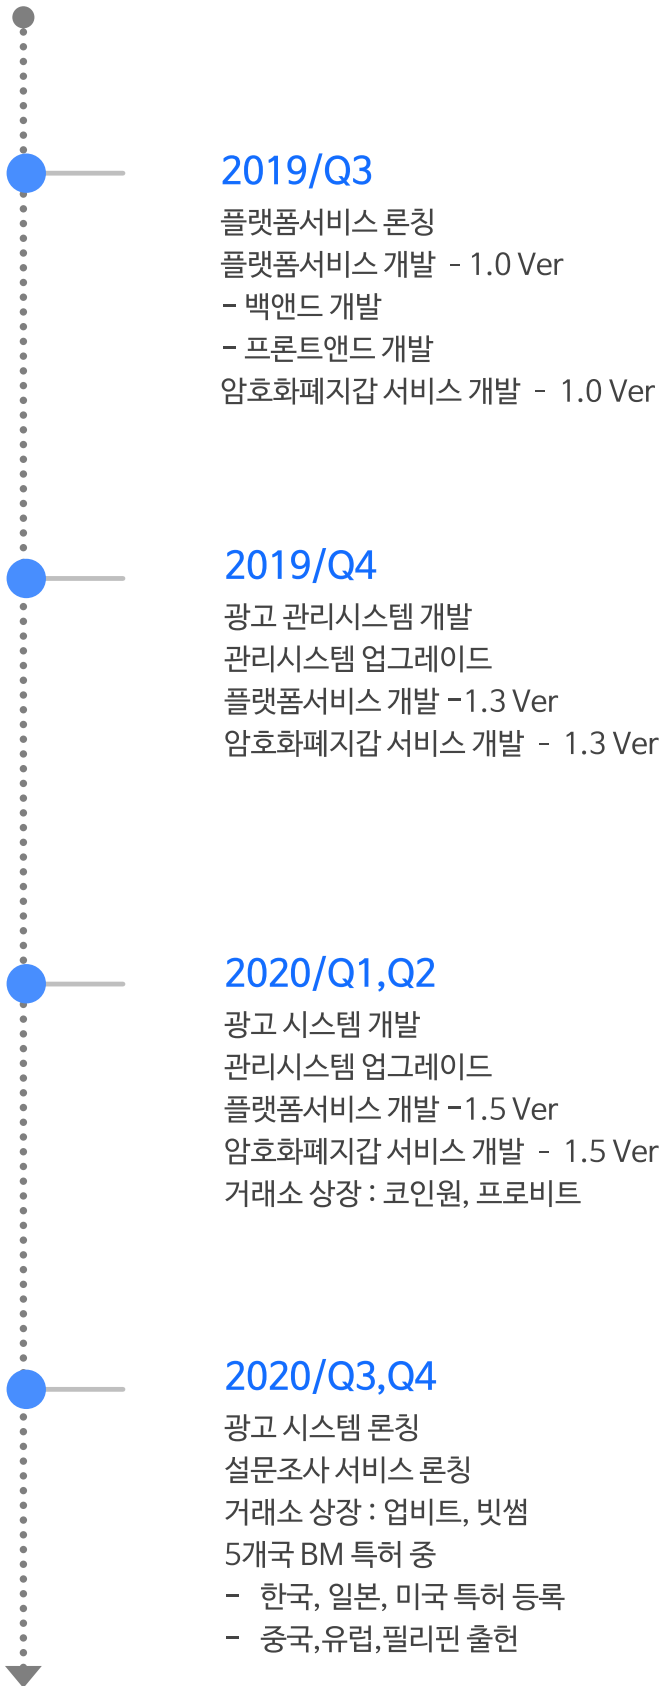 2019/Q3
플랫폼서비스 론칭
플랫폼서비스 개발 - 1.0 Ver
- 백앤드 개발
- 프론트앤드 개발
암호화폐지갑 서비스 개발 - 1.0 Ver
2019/Q4
광고 관리시스템 개발
관리시스템 업그레이드
플랫폼서비스 개발 -1.3 Ver
암호화폐지갑 서비스 개발 - 1.3 Ver
2020/Q1,Q2
광고 시스템 개발
관리시스템 업그레이드
플랫폼서비스 개발 -1.5 Ver
암호화폐지갑 서비스 개발 - 1.5 Ver
거래소 상장 : 코인원, 프로비트
2020/Q3,Q4
광고 시스템 론칭
설문조사 서비스 론칭
거래소 상장 : 업비트, 빗썸
5개국 BM 특허 중
- 한국, 일본, 미국 특허 등록
- 중국,유럽,필리핀 출헌